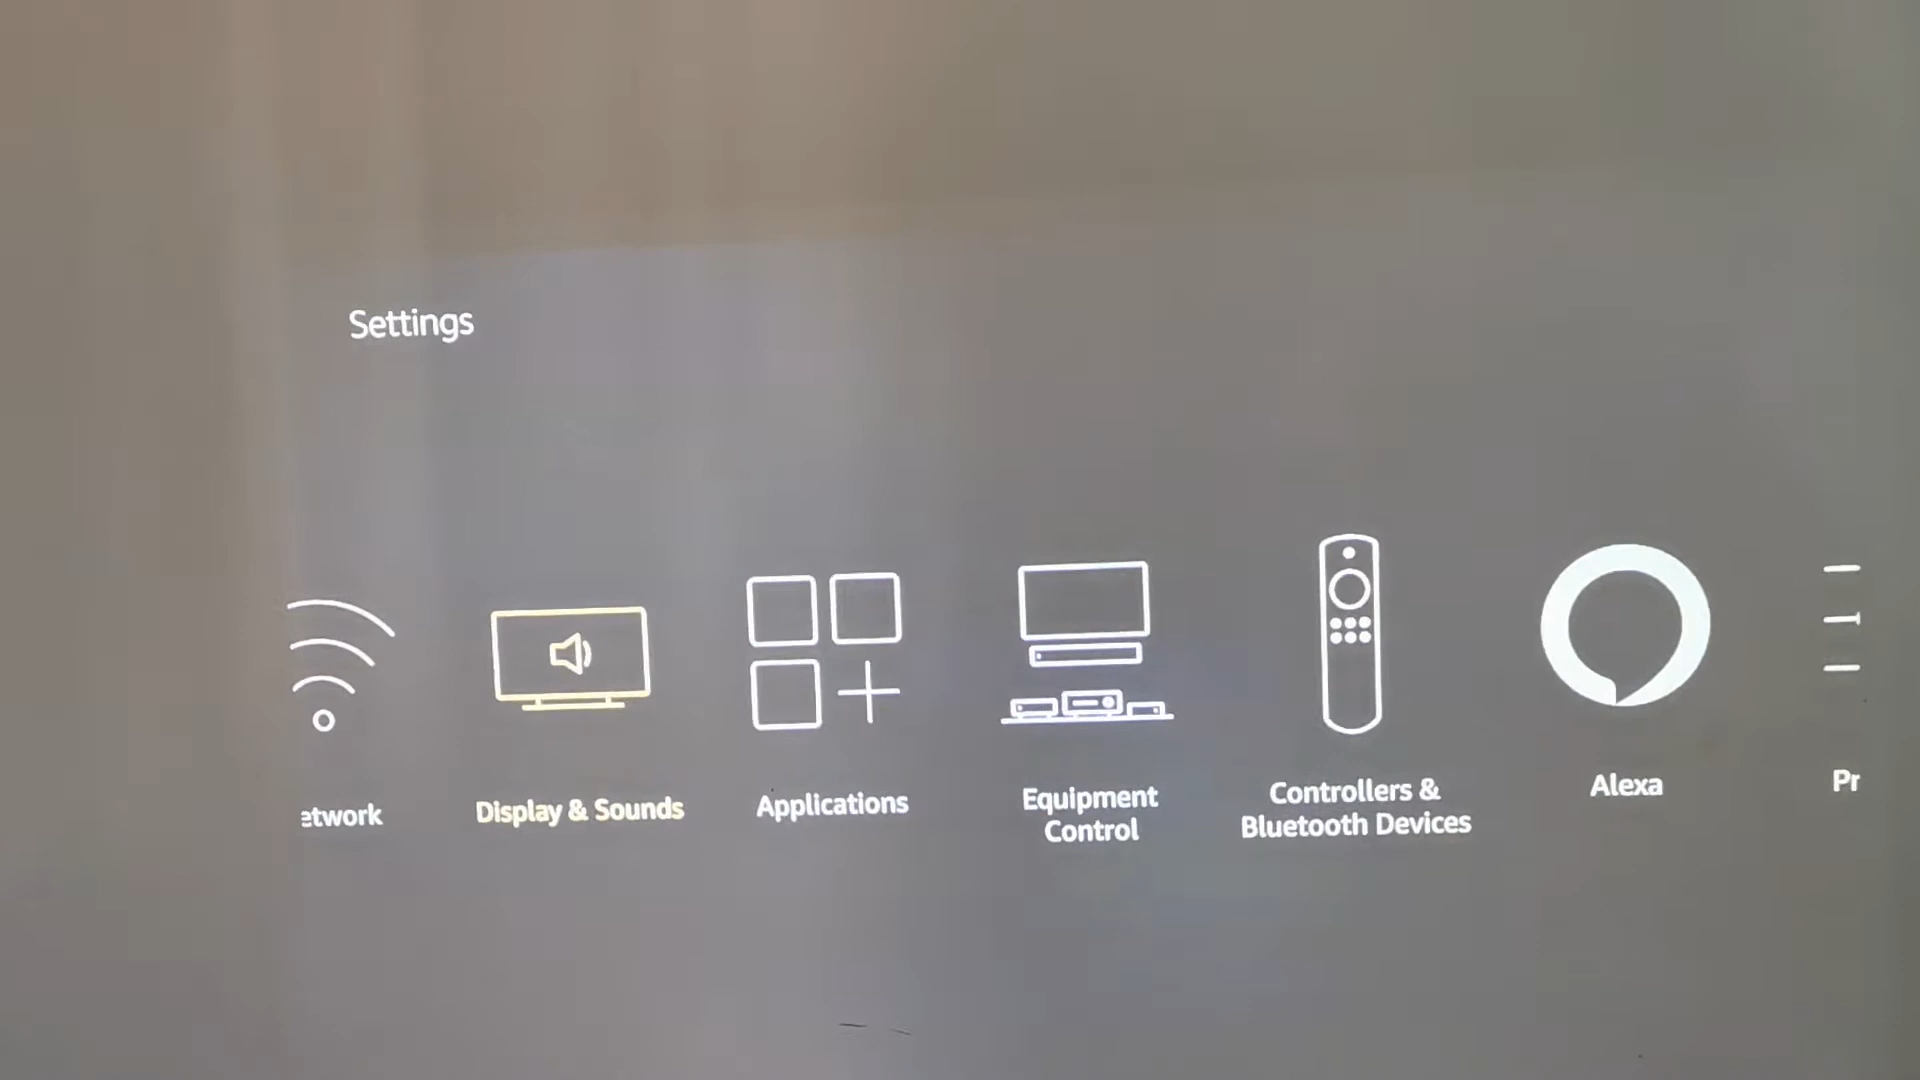 Settings
etwork
Display & Sounds
Applications
Equipment
Control
Controllers &
Bluetooth Devices
Alexa
Pr